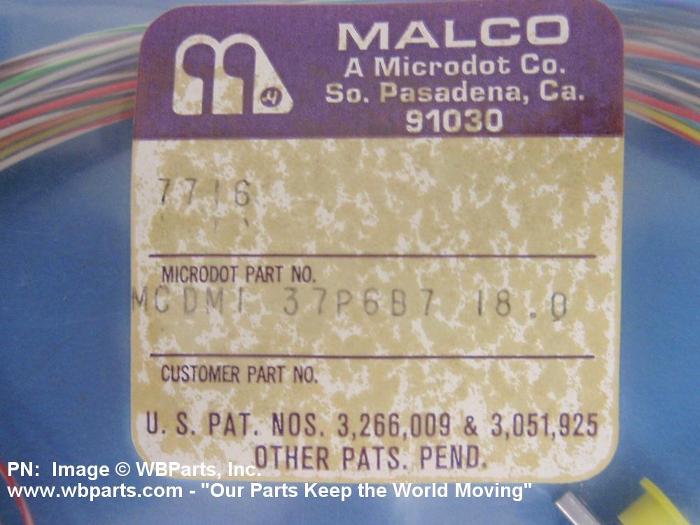 MALCO
A Microdot Co.
So. Pasadena, Ca.
91030
7716
MICRODOT PART NO.
MCDM1 37P6B7 18.0
CUSTOMER PART NO.
U. S. PAT. NOS. 3,266,009 & 3,051,925
OTHER PATS. PEND.
PN: Image © WBParts, Inc.
www.wbparts.com - "Our Parts Keep the World Moving"